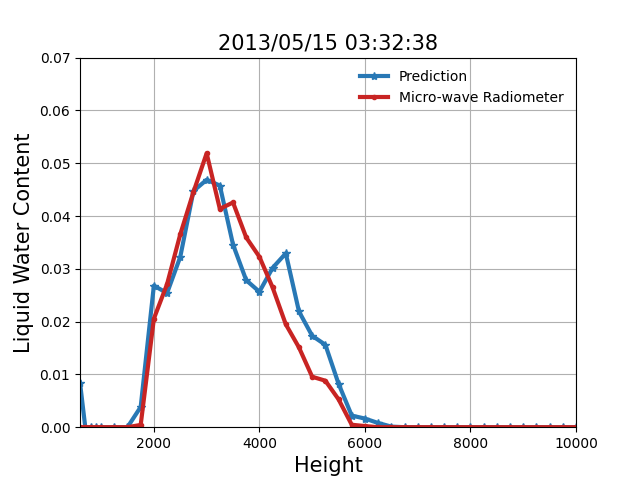 2013/05/15 03:32:38
0.07
0.06
0.05
0.04
0.03
0.02
0.01
0.00
Liquid Water Content
Prediction
Micro-wave Radiometer
2000 4000 6000 8000 10000
Height